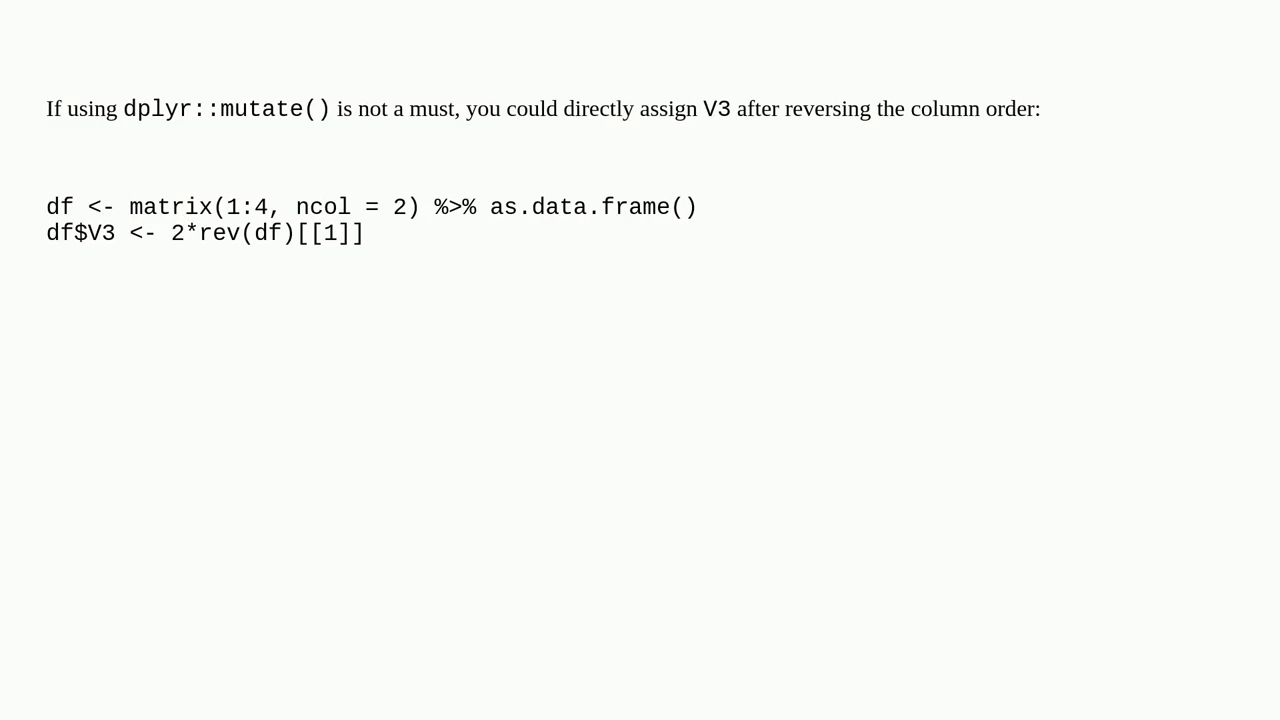 If using dplyr::mutate() is not a must, you could directly assign V3 after reversing the column order:
df <- matrix(1:4, ncol = 2) %>% as.data.frame()
df$V3 <- 2*rev(df)[[1]]